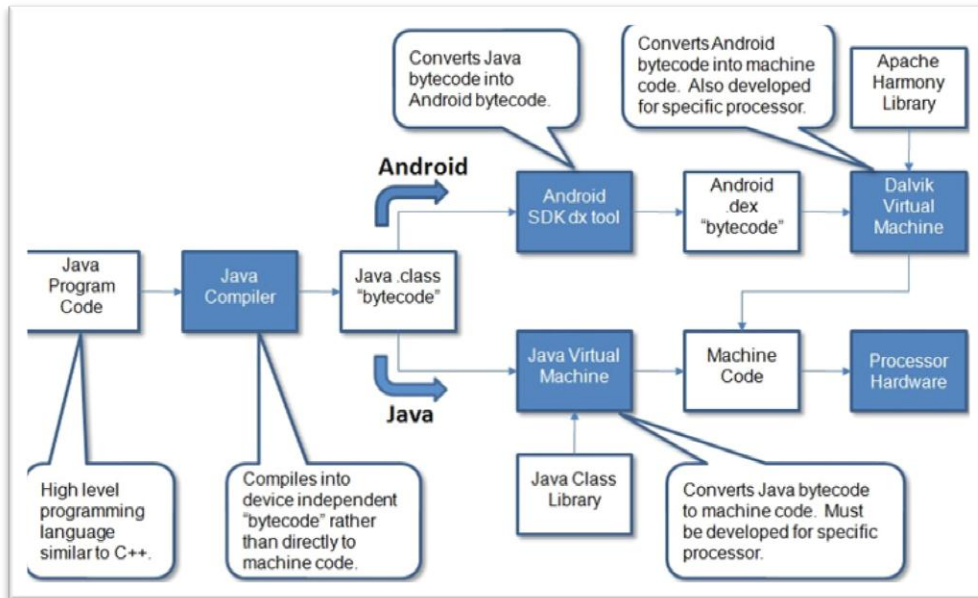 Converts Java
bytecode into
Android bytecode.
Converts Android
bytecode into machine
code. Also developed
for specific processor.
Apache
Harmony
Library
Android
Android
SDK dx tool
Android
.dex
“bytecode”
Dalvik
Virtual
Machine
Java
Program
Code
Java
Compiler
Java .class
“bytecode”
Java
Java Virtual
Machine
Machine
Code
Processor
Hardware
Java Class
Library
High level
programming
language
similar to C++.
Compiles into
device independent
“bytecode” rather
than directly to
machine code.
Converts Java bytecode
to machine code. Must
be developed for specific
processor.